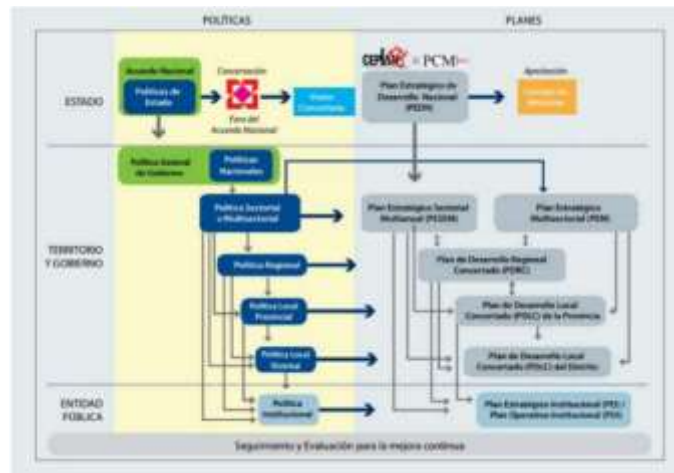 POLÍTICAS
PLANES
ESTADO
Acuerdo Nacional
Políticas de
Estado
Concertación
Foro del
Acuerdo Nacional
CEPLAN
PCM
Plan Estratégico de
Desarrollo Nacional
(PEDN)
Aprobación
TERRITORIO
Y GOBIERNO
Política General
de Gobierno
Políticas
Nacionales
Política Sectorial
o Multisectorial
Plan Estratégico Sectorial
Multianual (PESEM)
Plan Estratégico
Multisectorial (PEM)
Política Regional
Plan de Desarrollo Regional
Concertado (PDRC)
Política Local
Provincial
Plan de Desarrollo Local
Concertado (PDLC) de la Provincia
Política Local
Distrital
Plan de Desarrollo Local
Concertado (PDLC) del Distrito
ENTIDAD
PÚBLICA
Política
Institucional
Plan Estratégico Institucional (PEI) /
Plan Operativo Institucional (POI)
Seguimiento y Evaluación para la mejora continua